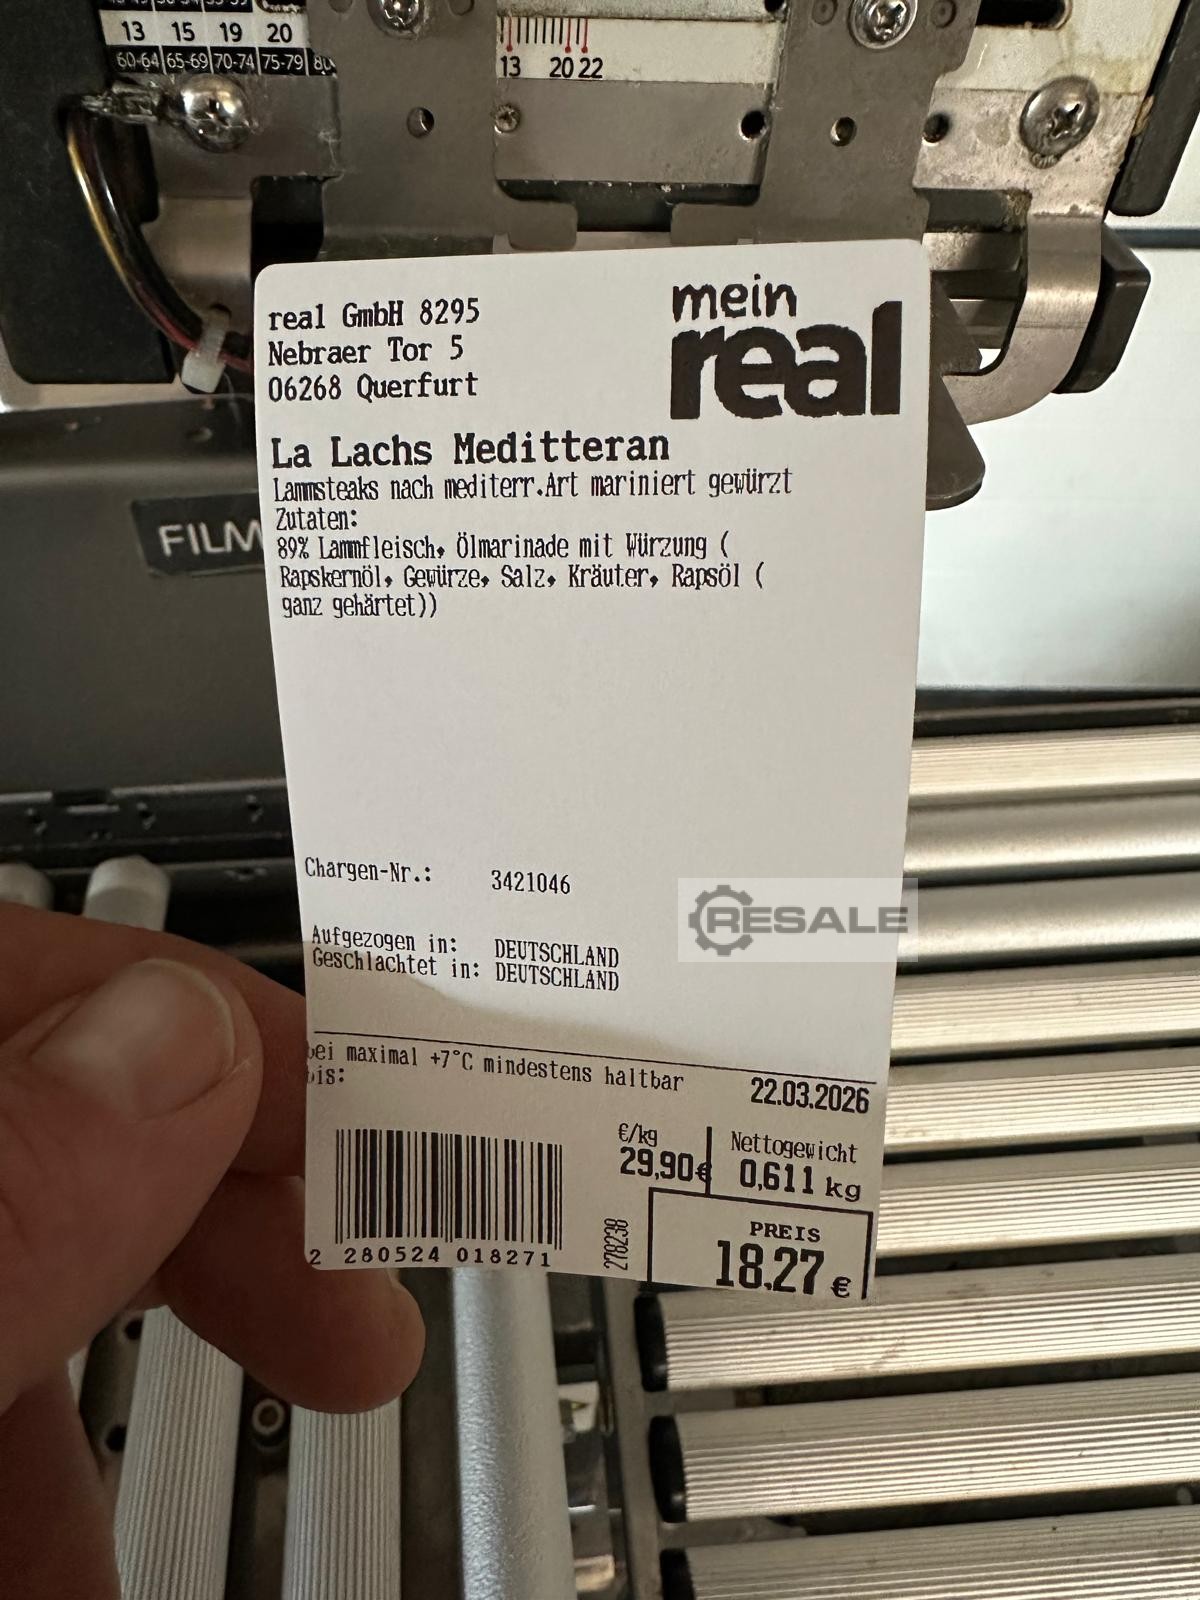 13 15 19 20
60-64 65-69 70-74 75-79
13 20 22
real GmbH 8295
Nebraer Tor 5
06268 Querfurt
mein
real
La Lachs Meditteran
Lammsteaks nach mediterr.Art mariniert gewürzt
Zutaten:
89% Lammfleisch, Ölmarinade mit Würzung (
Rapskernöl, Gewürze, Salz, Kräuter, Rapsöl (
ganz gehärtet))
FILM
Chargen-Nr.: 3421046
RESALE
Aufgezogen in: DEUTSCHLAND
Geschlachtet in: DEUTSCHLAND
bei maximal +7°C mindestens haltbar
bis: 22.03.2026
€/kg Nettogewicht
29,90€ 0,611 kg
278238
PREIS
18.27 €
2 280524 018271